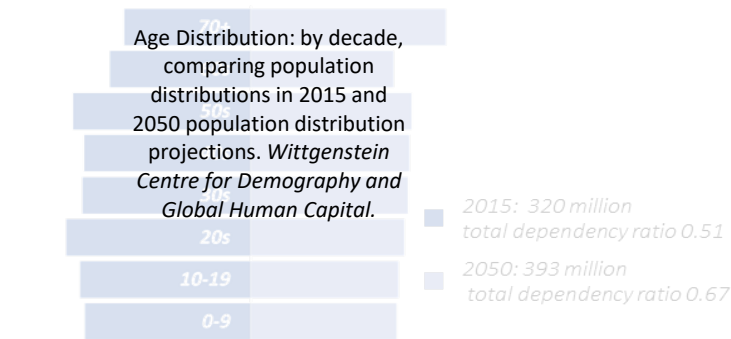 70+
Age Distribution: by decade,
comparing population
distributions in 2015 and
50s
2050 population distribution
projections. Wittgenstein
Centre for Demography and
30s
Global Human Capital.
20s
10-19
0-9
2015: 320 million
total dependency ratio 0.51
2050: 393 million
total dependency ratio 0.67